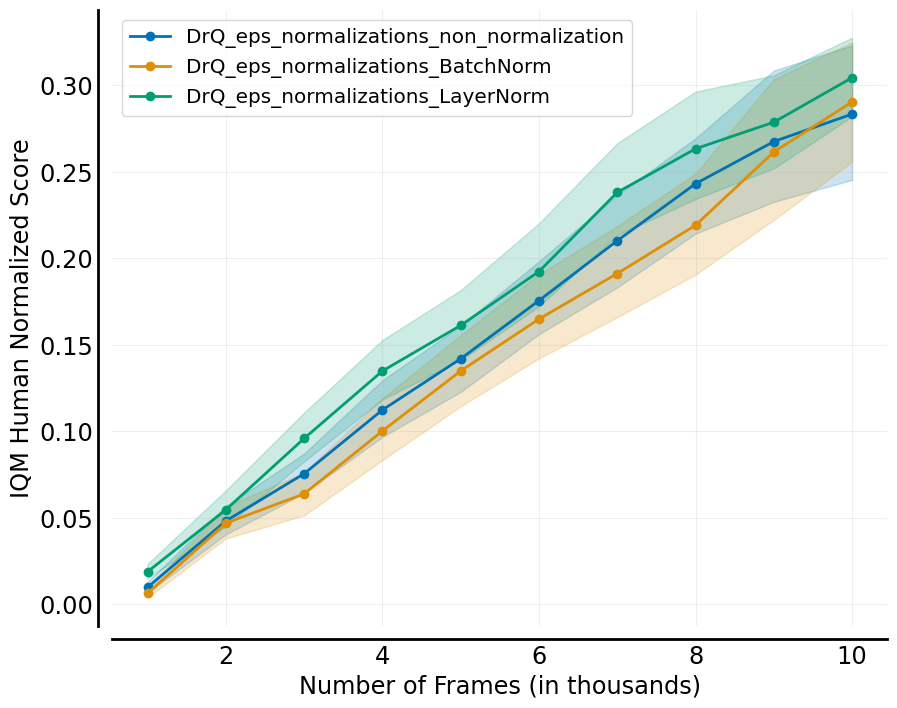 DrQ_eps_normalizations_non_normalization
DrQ_eps_normalizations_BatchNorm
DrQ_eps_normalizations_LayerNorm
IQM Human Normalized Score
0.30
0.25
0.20
0.15
0.10
0.05
0.00
2 4 6 8 10
Number of Frames (in thousands)